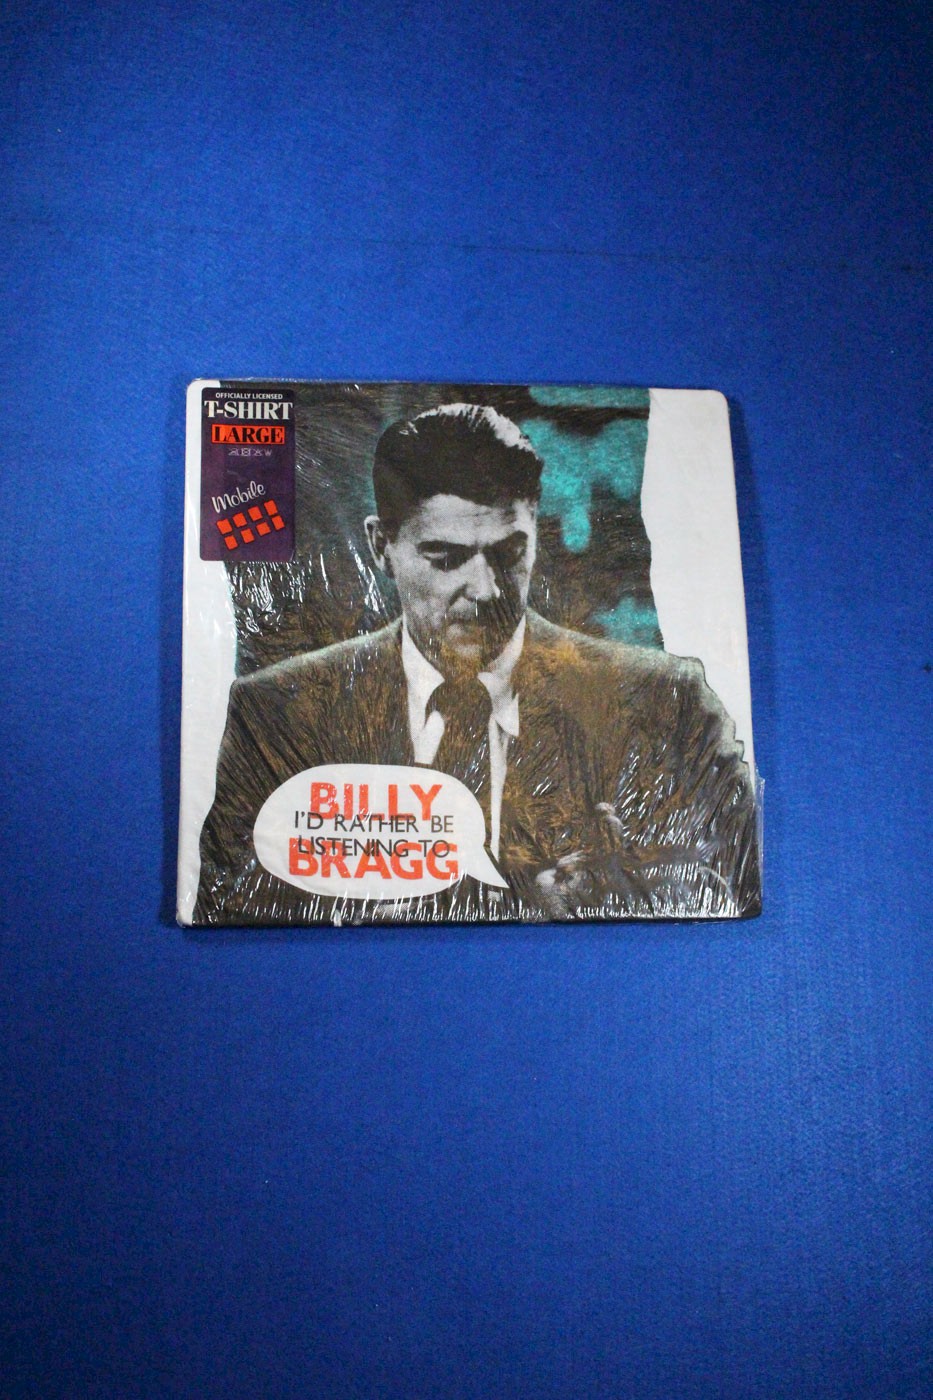 OFFICIALLY LICENSED
T-SHIRT
LARGE
Mobile
BILLY
I'D RATHER BE
LISTENING TO
BRAGG